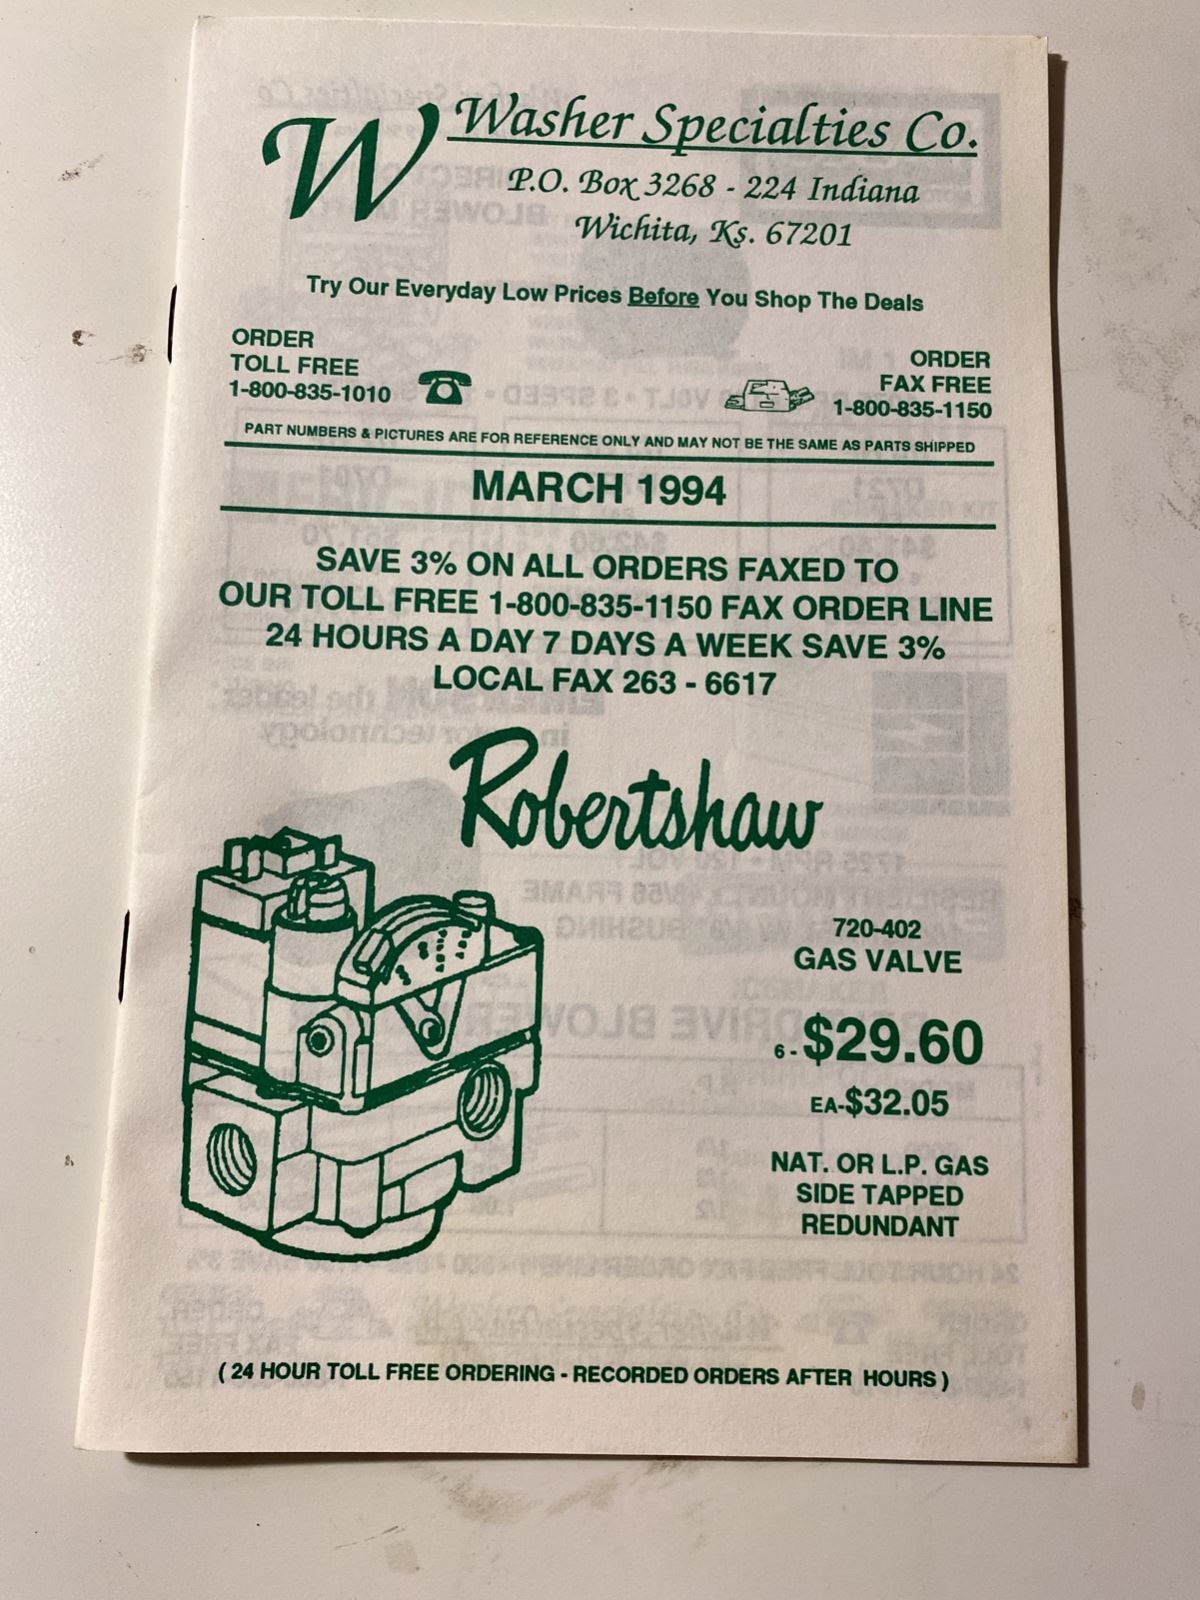 W Washer Specialties Co.
P.O. Box 3268 - 224 Indiana
Wichita, Ks. 67201
Try Our Everyday Low Prices Before You Shop The Deals
ORDER
TOLL FREE
1-800-835-1010
ORDER
FAX FREE
1-800-835-1150
PART NUMBERS & PICTURES ARE FOR REFERENCE ONLY AND MAY NOT BE THE SAME AS PARTS SHIPPED
MARCH 1994
SAVE 3% ON ALL ORDERS FAXED TO
OUR TOLL FREE 1-800-835-1150 FAX ORDER LINE
24 HOURS A DAY 7 DAYS A WEEK SAVE 3%
LOCAL FAX 263 - 6617
Robertshaw
720-402
GAS VALVE
6 - $29.60
EA-$32.05
NAT. OR L.P. GAS
SIDE TAPPED
REDUNDANT
( 24 HOUR TOLL FREE ORDERING - RECORDED ORDERS AFTER HOURS )